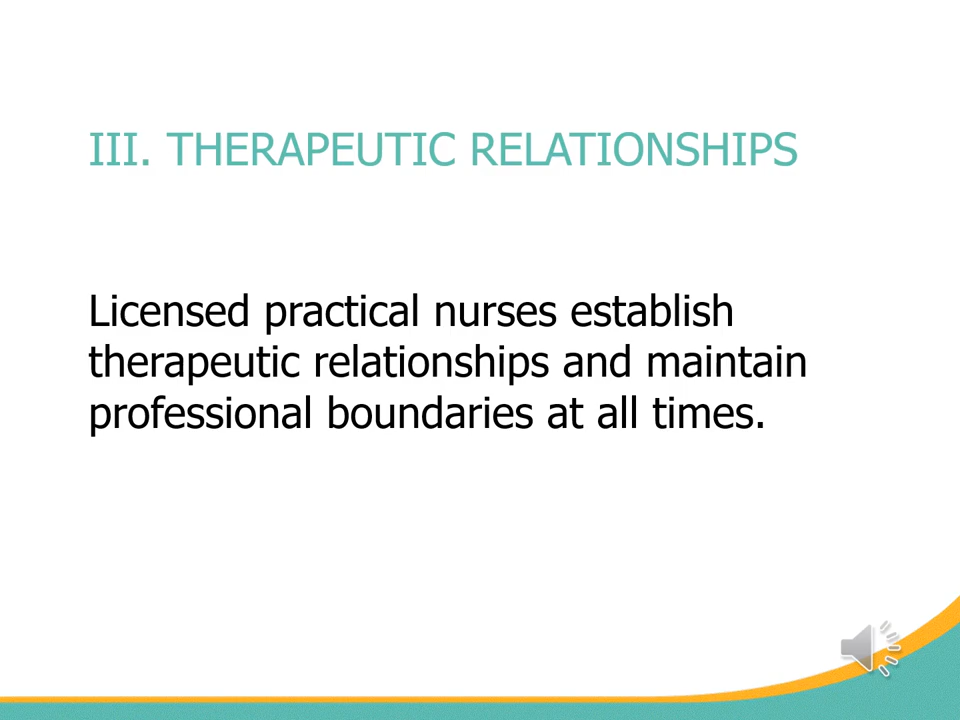 III. THERAPEUTIC RELATIONSHIPS
Licensed practical nurses establish
therapeutic relationships and maintain
professional boundaries at all times.